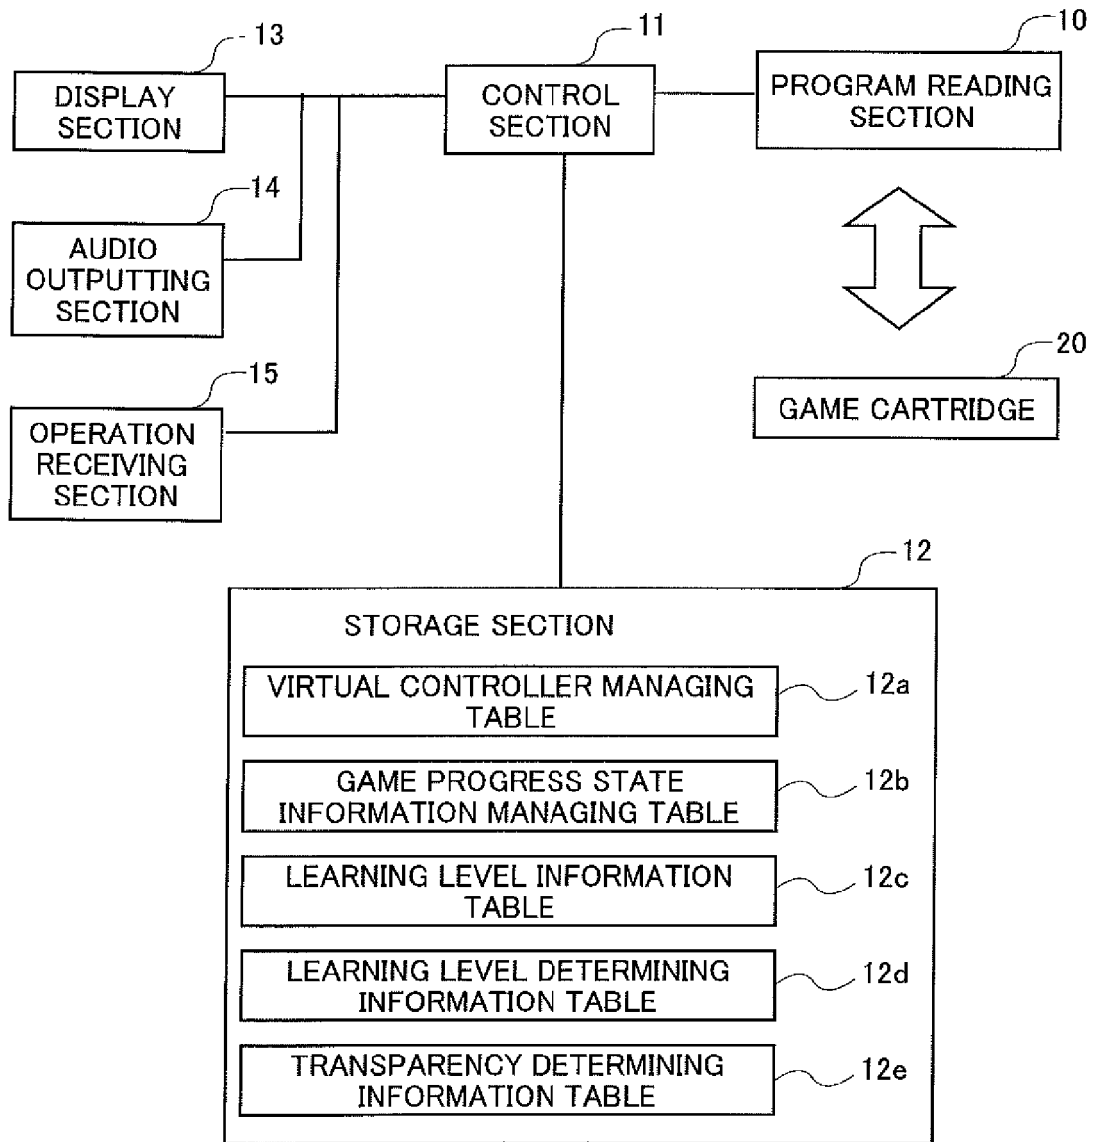 13
DISPLAY
SECTION
11
CONTROL
SECTION
10
PROGRAM READING
SECTION
14
AUDIO
OUTPUTTING
SECTION
15
OPERATION
RECEIVING
SECTION
20
GAME CARTRIDGE
12
STORAGE SECTION
VIRTUAL CONTROLLER MANAGING
TABLE
12a
GAME PROGRESS STATE
INFORMATION MANAGING TABLE
12b
LEARNING LEVEL INFORMATION
TABLE
12c
LEARNING LEVEL DETERMINING
INFORMATION TABLE
12d
TRANSPARENCY DETERMINING
INFORMATION TABLE
12e